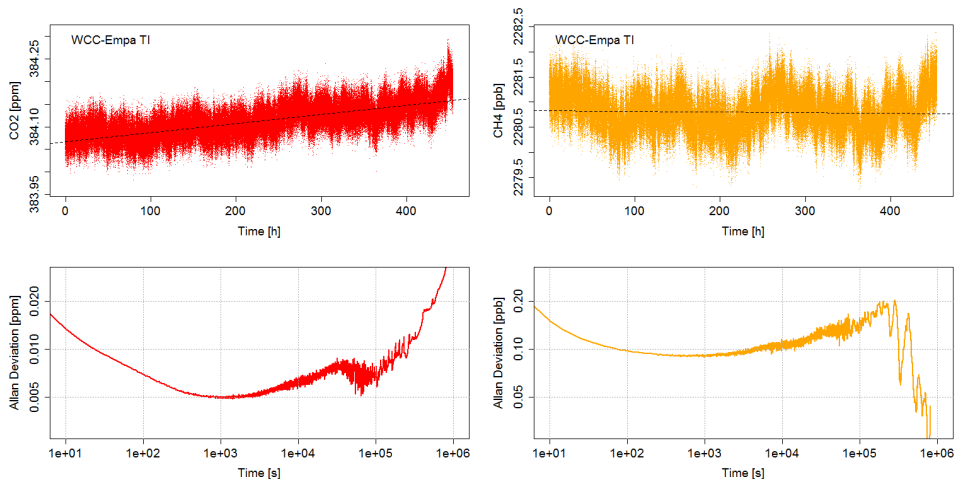 WCC-Empa TI
CO2 [ppm]
384.25
384.10
383.95
0 100 200 300 400
Time [h]
WCC-Empa TI
CH4 [ppb]
2282.5
2281.5
2280.5
2279.5
0 100 200 300 400
Time [h]
Allan Deviation [ppm]
0.020
0.010
0.005
1e+01 1e+02 1e+03 1e+04 1e+05 1e+06
Time [s]
Allan Deviation [ppb]
0.20
0.10
0.05
1e+01 1e+02 1e+03 1e+04 1e+05 1e+06
Time [s]